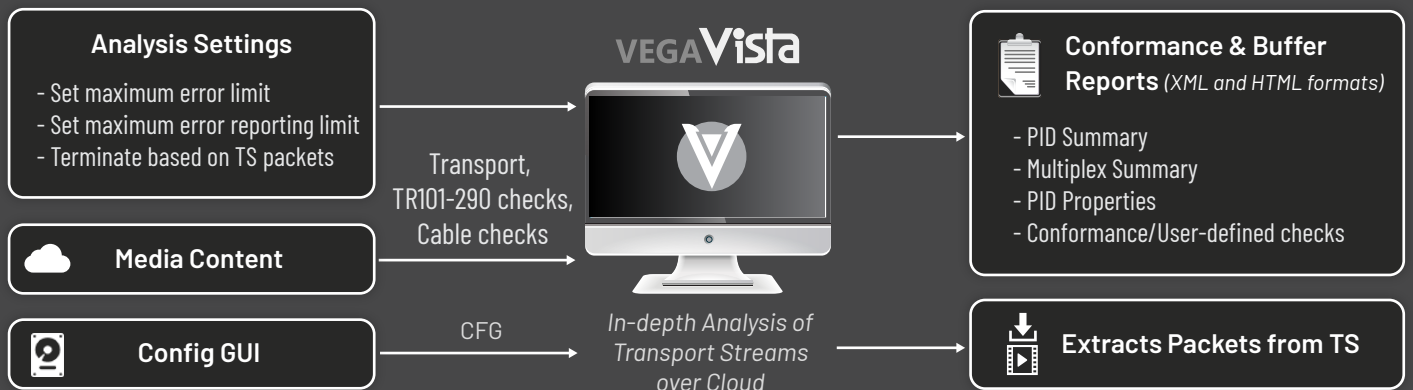 Analysis Settings
- Set maximum error limit
- Set maximum error reporting limit
- Terminate based on TS packets
Media Content
Config GUI
Transport,
TR101-290 checks,
Cable checks
CFG
VEGAVista
In-depth Analysis of
Transport Streams
over Cloud
Conformance & Buffer
Reports (XML and HTML formats)
- PID Summary
- Multiplex Summary
- PID Properties
- Conformance/User-defined checks
Extracts Packets from TS